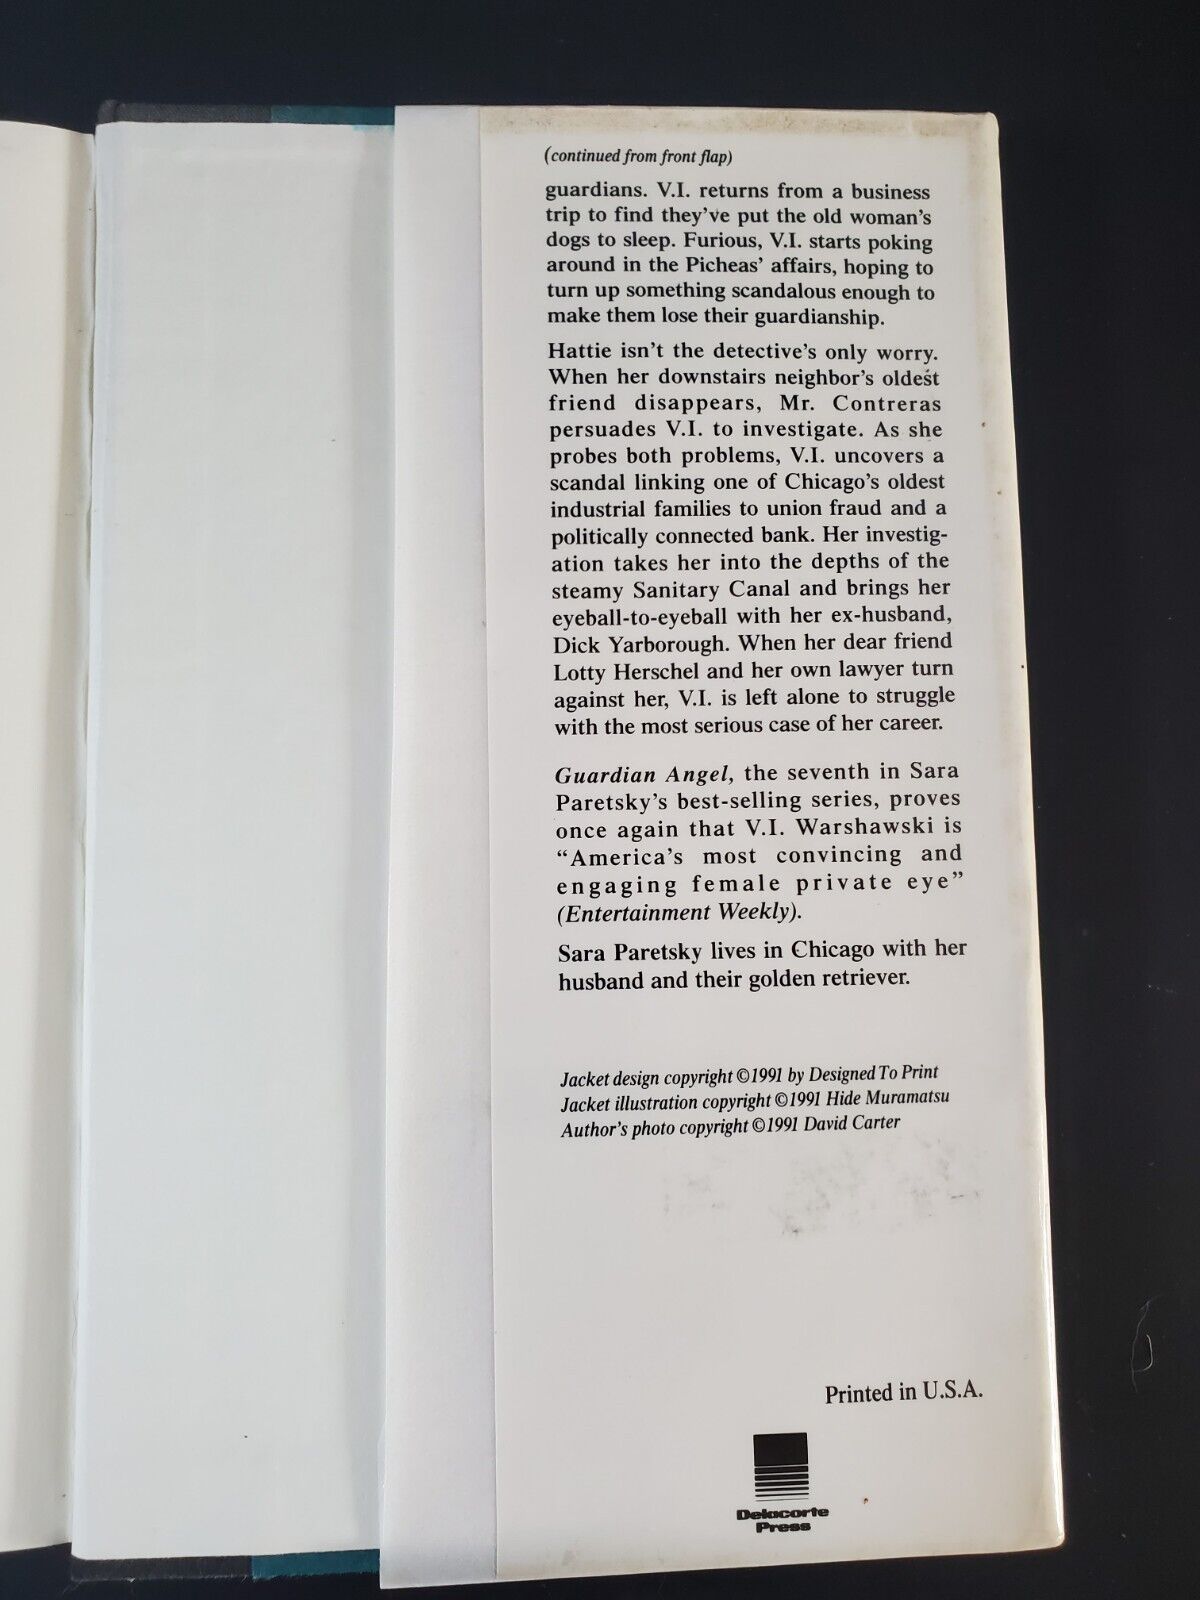 (continued from front flap)
guardians. V.I. returns from a business
trip to find they've put the old woman's
dogs to sleep. Furious, V.I. starts poking
around in the Picheas' affairs, hoping to
turn up something scandalous enough to
make them lose their guardianship.
Hattie isn't the detective's only worry.
When her downstairs neighbor's oldest
friend disappears, Mr. Contreras
persuades V.I. to investigate. As she
probes both problems, V.I. uncovers a
scandal linking one of Chicago's oldest
industrial families to union fraud and a
politically connected bank. Her investig-
ation takes her into the depths of the
steamy Sanitary Canal and brings her
eyeball-to-eyeball with her ex-husband,
Dick Yarborough. When her dear friend
Lotty Herschel and her own lawyer turn
against her, V.I. is left alone to struggle
with the most serious case of her career.
Guardian Angel, the seventh in Sara
Paretsky's best-selling series, proves
once again that V.I. Warshawski is
“America's most convincing and
engaging female private eye”
(Entertainment Weekly).
Sara Paretsky lives in Chicago with her
husband and their golden retriever.
Jacket design copyright ©1991 by Designed To Print
Jacket illustration copyright ©1991 Hide Muramatsu
Author's photo copyright ©1991 David Carter
Printed in U.S.A.
Delacorte
Press